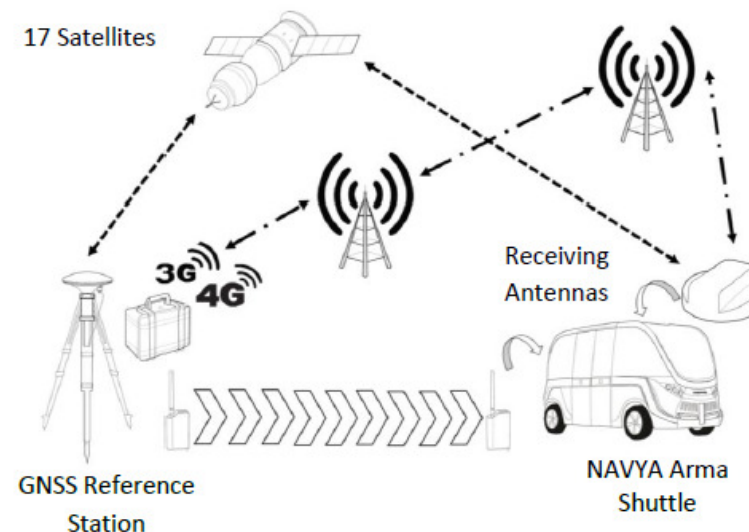 17 Satellites
3G
4G
Receiving
Antennas
GNSS Reference
Station
NAVYA Arma
Shuttle